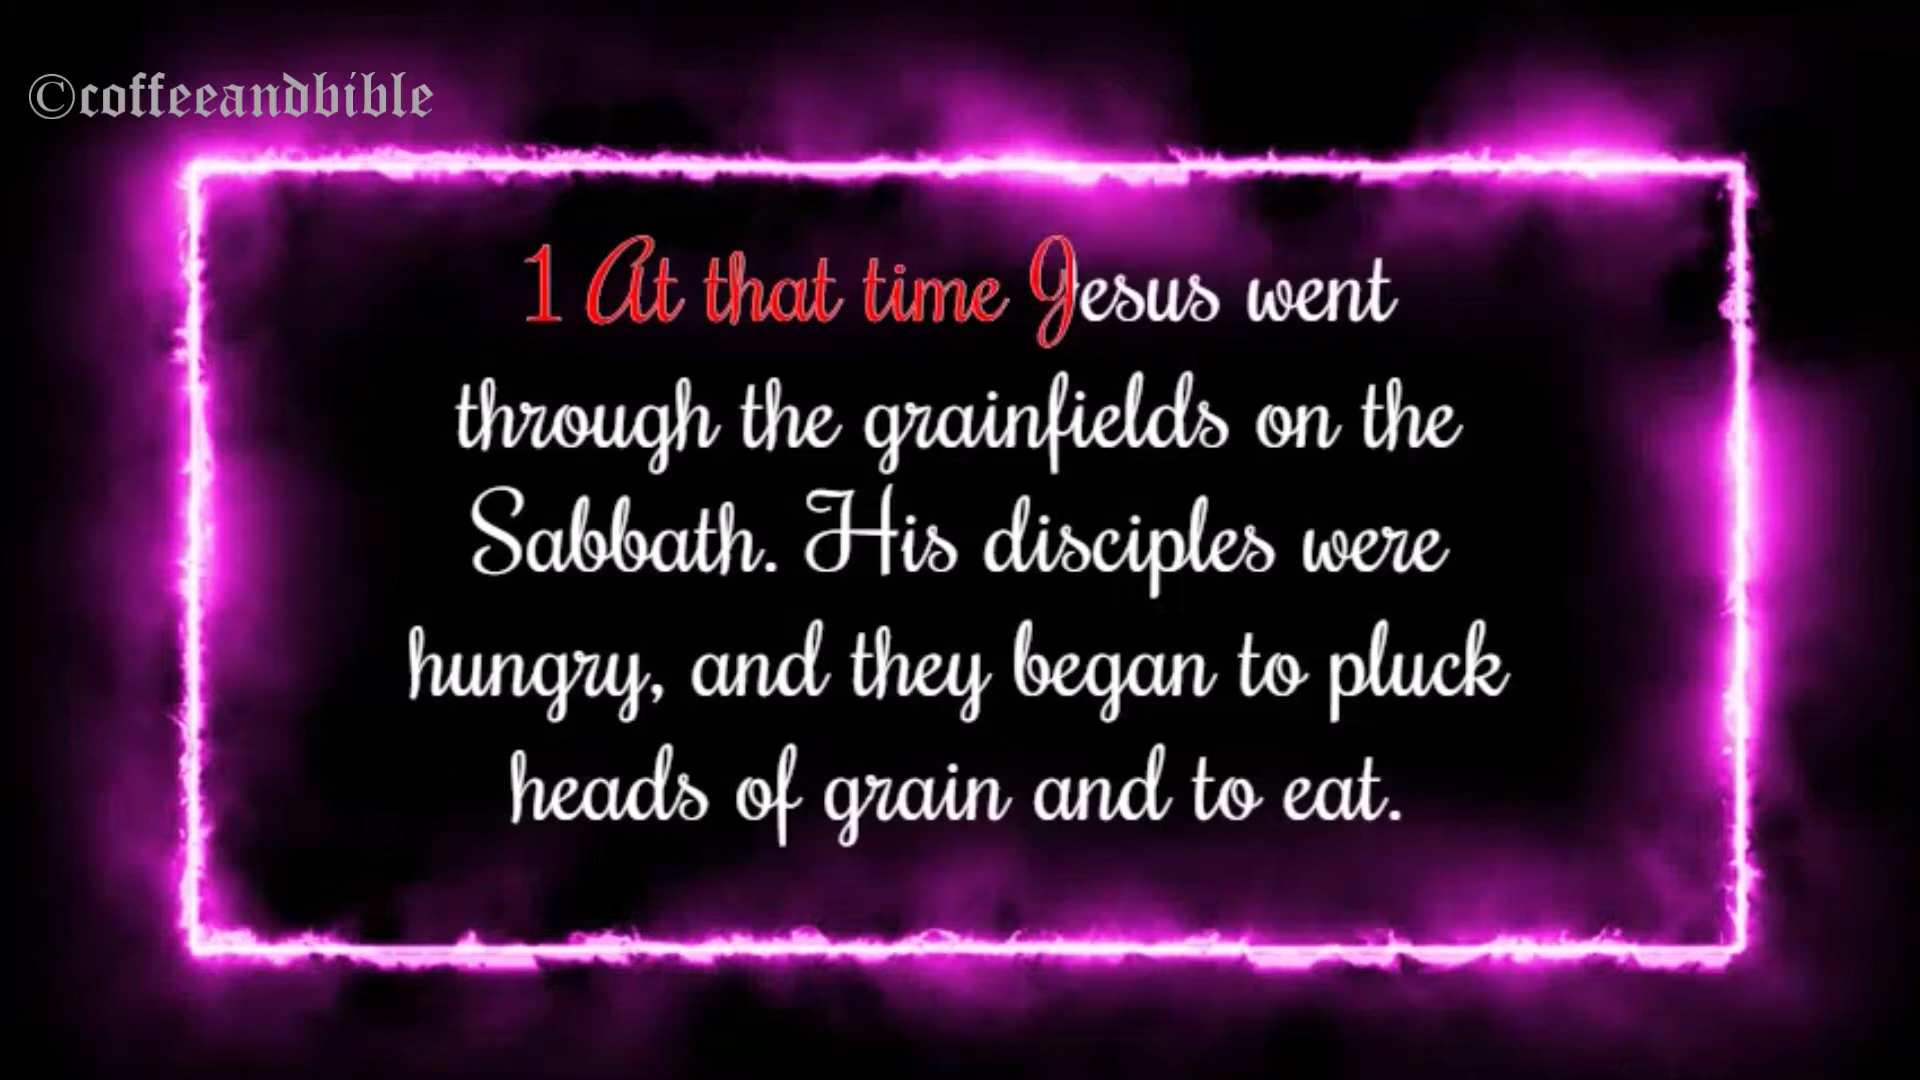 ©coffeeandbible
1 At that time Jesus went
through the grainfields on the
Sabbath. His disciples were
hungry, and they began to pluck
heads of grain and to eat.